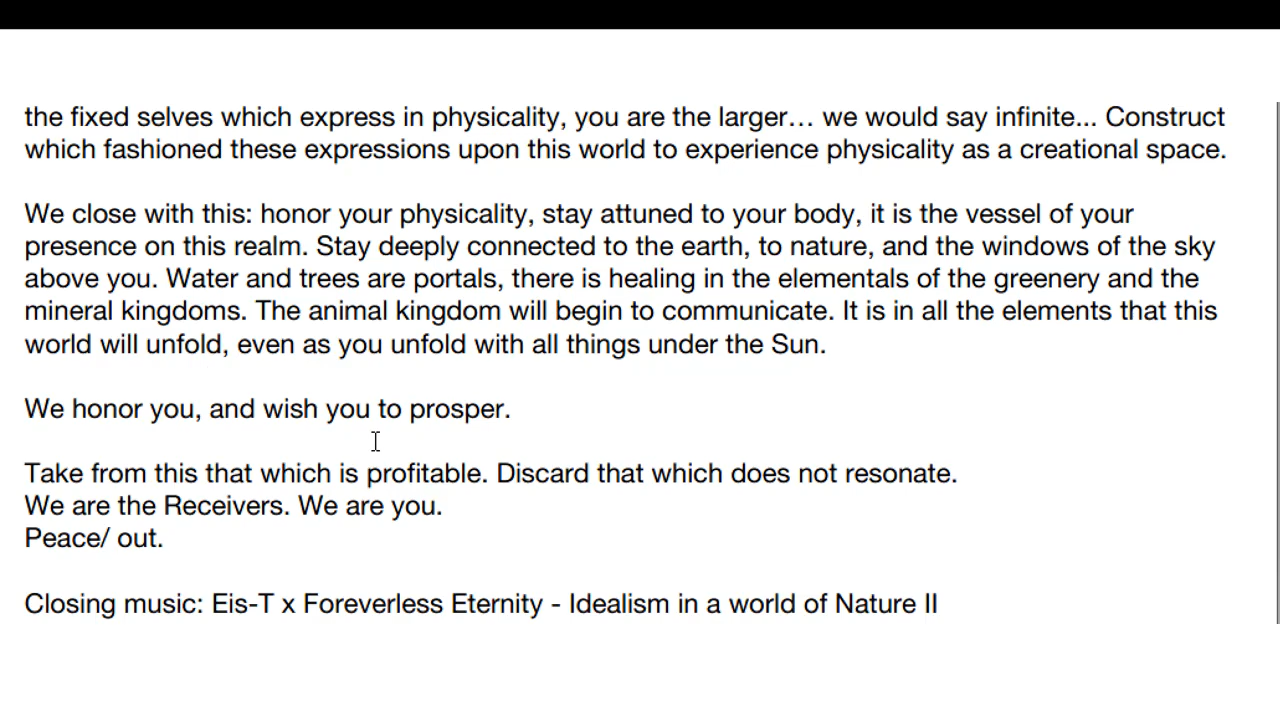 the fixed selves which express in physicality, you are the larger… we would say infinite... Construct
which fashioned these expressions upon this world to experience physicality as a creational space.
We close with this: honor your physicality, stay attuned to your body, it is the vessel of your
presence on this realm. Stay deeply connected to the earth, to nature, and the windows of the sky
above you. Water and trees are portals, there is healing in the elementals of the greenery and the
mineral kingdoms. The animal kingdom will begin to communicate. It is in all the elements that this
world will unfold, even as you unfold with all things under the Sun.
We honor you, and wish you to prosper.
Take from this that which is profitable. Discard that which does not resonate.
We are the Receivers. We are you.
Peace/ out.
Closing music: Eis-T x Foreverless Eternity - Idealism in a world of Nature II